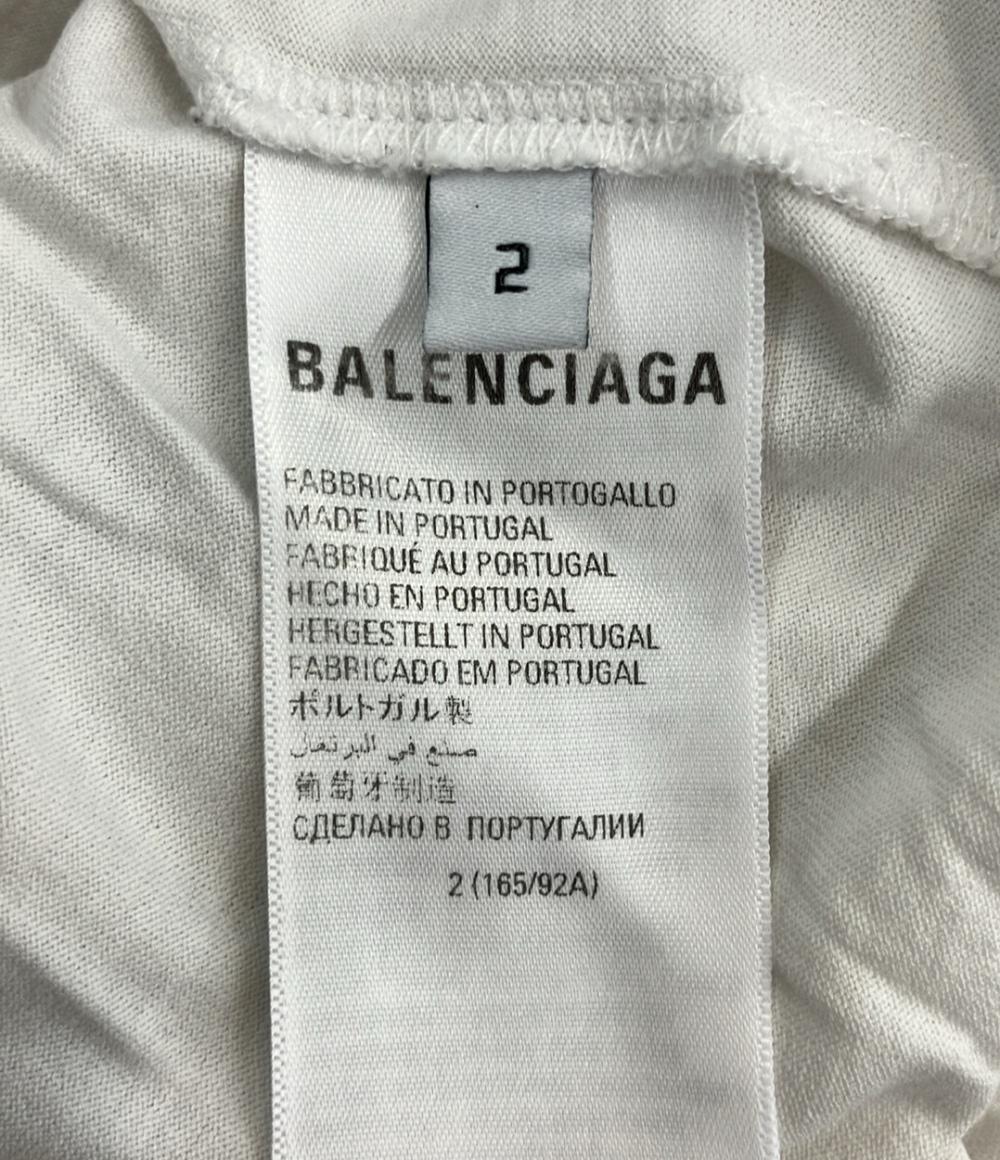 2
BALENCIAGA
FABBRICATO IN PORTOGALLO
MADE IN PORTUGAL
FABRIQUÉ AU PORTUGAL
HECHO EN PORTUGAL
HERGESTELLT IN PORTUGAL
FABRICADO EM PORTUGAL
ポルトガル製
صنع في البرتغال
葡萄牙制造
СДЕЛАНО В ПОРТУГАЛИИ
2 (165/92A)